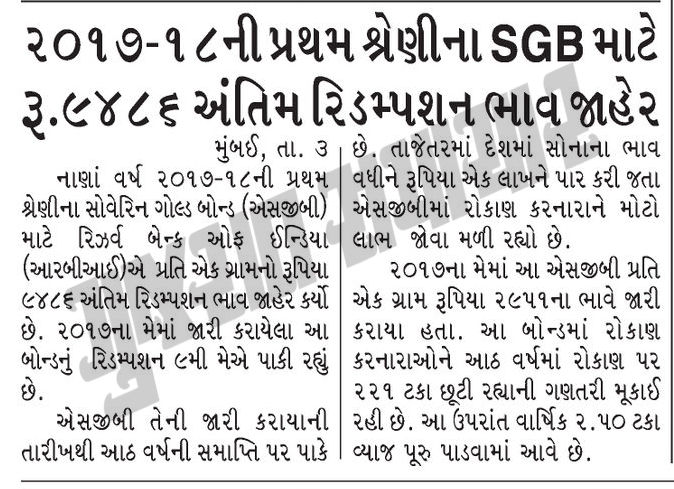 ૨૦૧૭-૧૮ની પ્રથમ શ્રેણીના SGB માટે
રૂ.૯૪૮૬ અંતિમ રિડમ્પશન ભાવ જાહેર
મુંબઈ, તા. ૩
નાણાં વર્ષ ૨૦૧૭-૧૮ની પ્રથમ
શ્રેણીના સોવેરિન ગોલ્ડ બોન્ડ (એસજીબી)
માટે રિઝર્વ બેન્ક ઓફ ઈન્ડિયા
(આરબીઆઈ)એ પ્રતિ એક ગ્રામનો રૂપિયા
૯૪૮૬ અંતિમ રિડમ્પશન ભાવ જાહેર કર્યો
છે. ૨૦૧૭ના મેમાં જારી કરાયેલા આ
બોન્ડનું રિડમ્પશન ૯મી મેએ પાકી રહ્યું
છે.
એસજીબી તેની જારી કરાયાની
તારીખથી આઠ વર્ષની સમાપ્તિ પર પાકે
છે. તાજેતરમાં દેશમાં સોનાના ભાવ
વધીને રૂપિયા એક લાખને પાર કરી જતા
એસજીબીમાં રોકાણ કરનારાને મોટો
લાભ જોવા મળી રહ્યો છે.
૨૦૧૭ના મેમાં આ એસજીબી પ્રતિ
એક ગ્રામ રૂપિયા ૨૯૫૧ના ભાવે જારી
કરાયા હતા. આ બોન્ડમાં રોકાણ
કરનારાઓને આઠ વર્ષમાં રોકાણ પર
૨૨૧ ટકા છૂટી રહ્યાની ગણતરી મૂકાઈ
રહી છે. આ ઉપરાંત વાર્ષિક ૨.૫૦ ટકા
વ્યાજ પૂરુ પાડવામાં આવે છે.
ગુજરાત સમાચાર